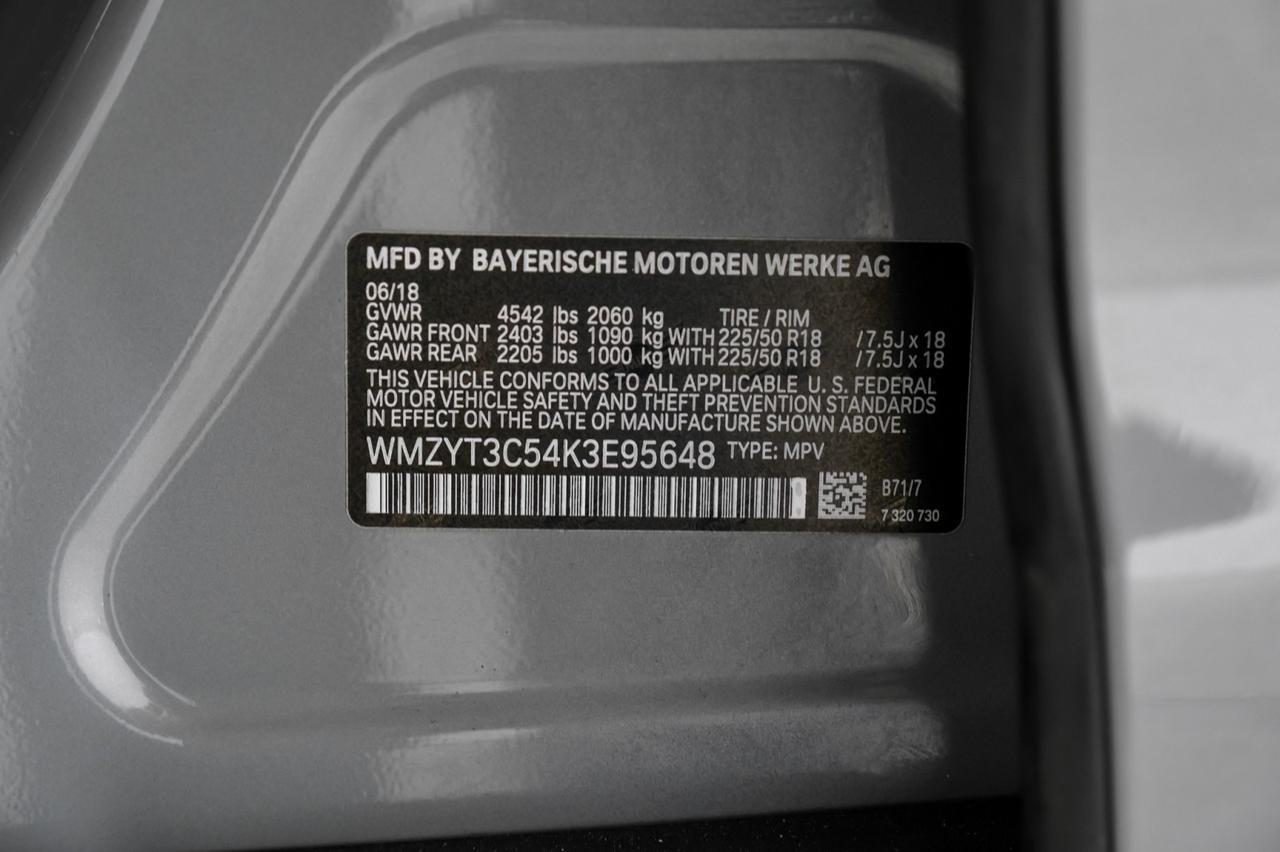 MFD BY BAYERISCHE MOTOREN WERKE AG
06/18
GVWR 4542 lbs 2060 kg TIRE / RIM
GAWR FRONT 2403 lbs 1090 kg WITH 225/50 R18 / 7.5J x 18
GAWR REAR 2205 lbs 1000 kg WITH 225/50 R18 / 7.5J x 18
THIS VEHICLE CONFORMS TO ALL APPLICABLE U. S. FEDERAL
MOTOR VEHICLE SAFETY AND THEFT PREVENTION STANDARDS
IN EFFECT ON THE DATE OF MANUFACTURE SHOWN ABOVE.
WMZYT3C54K3E95648 TYPE: MPV
B71/7
7 320 730